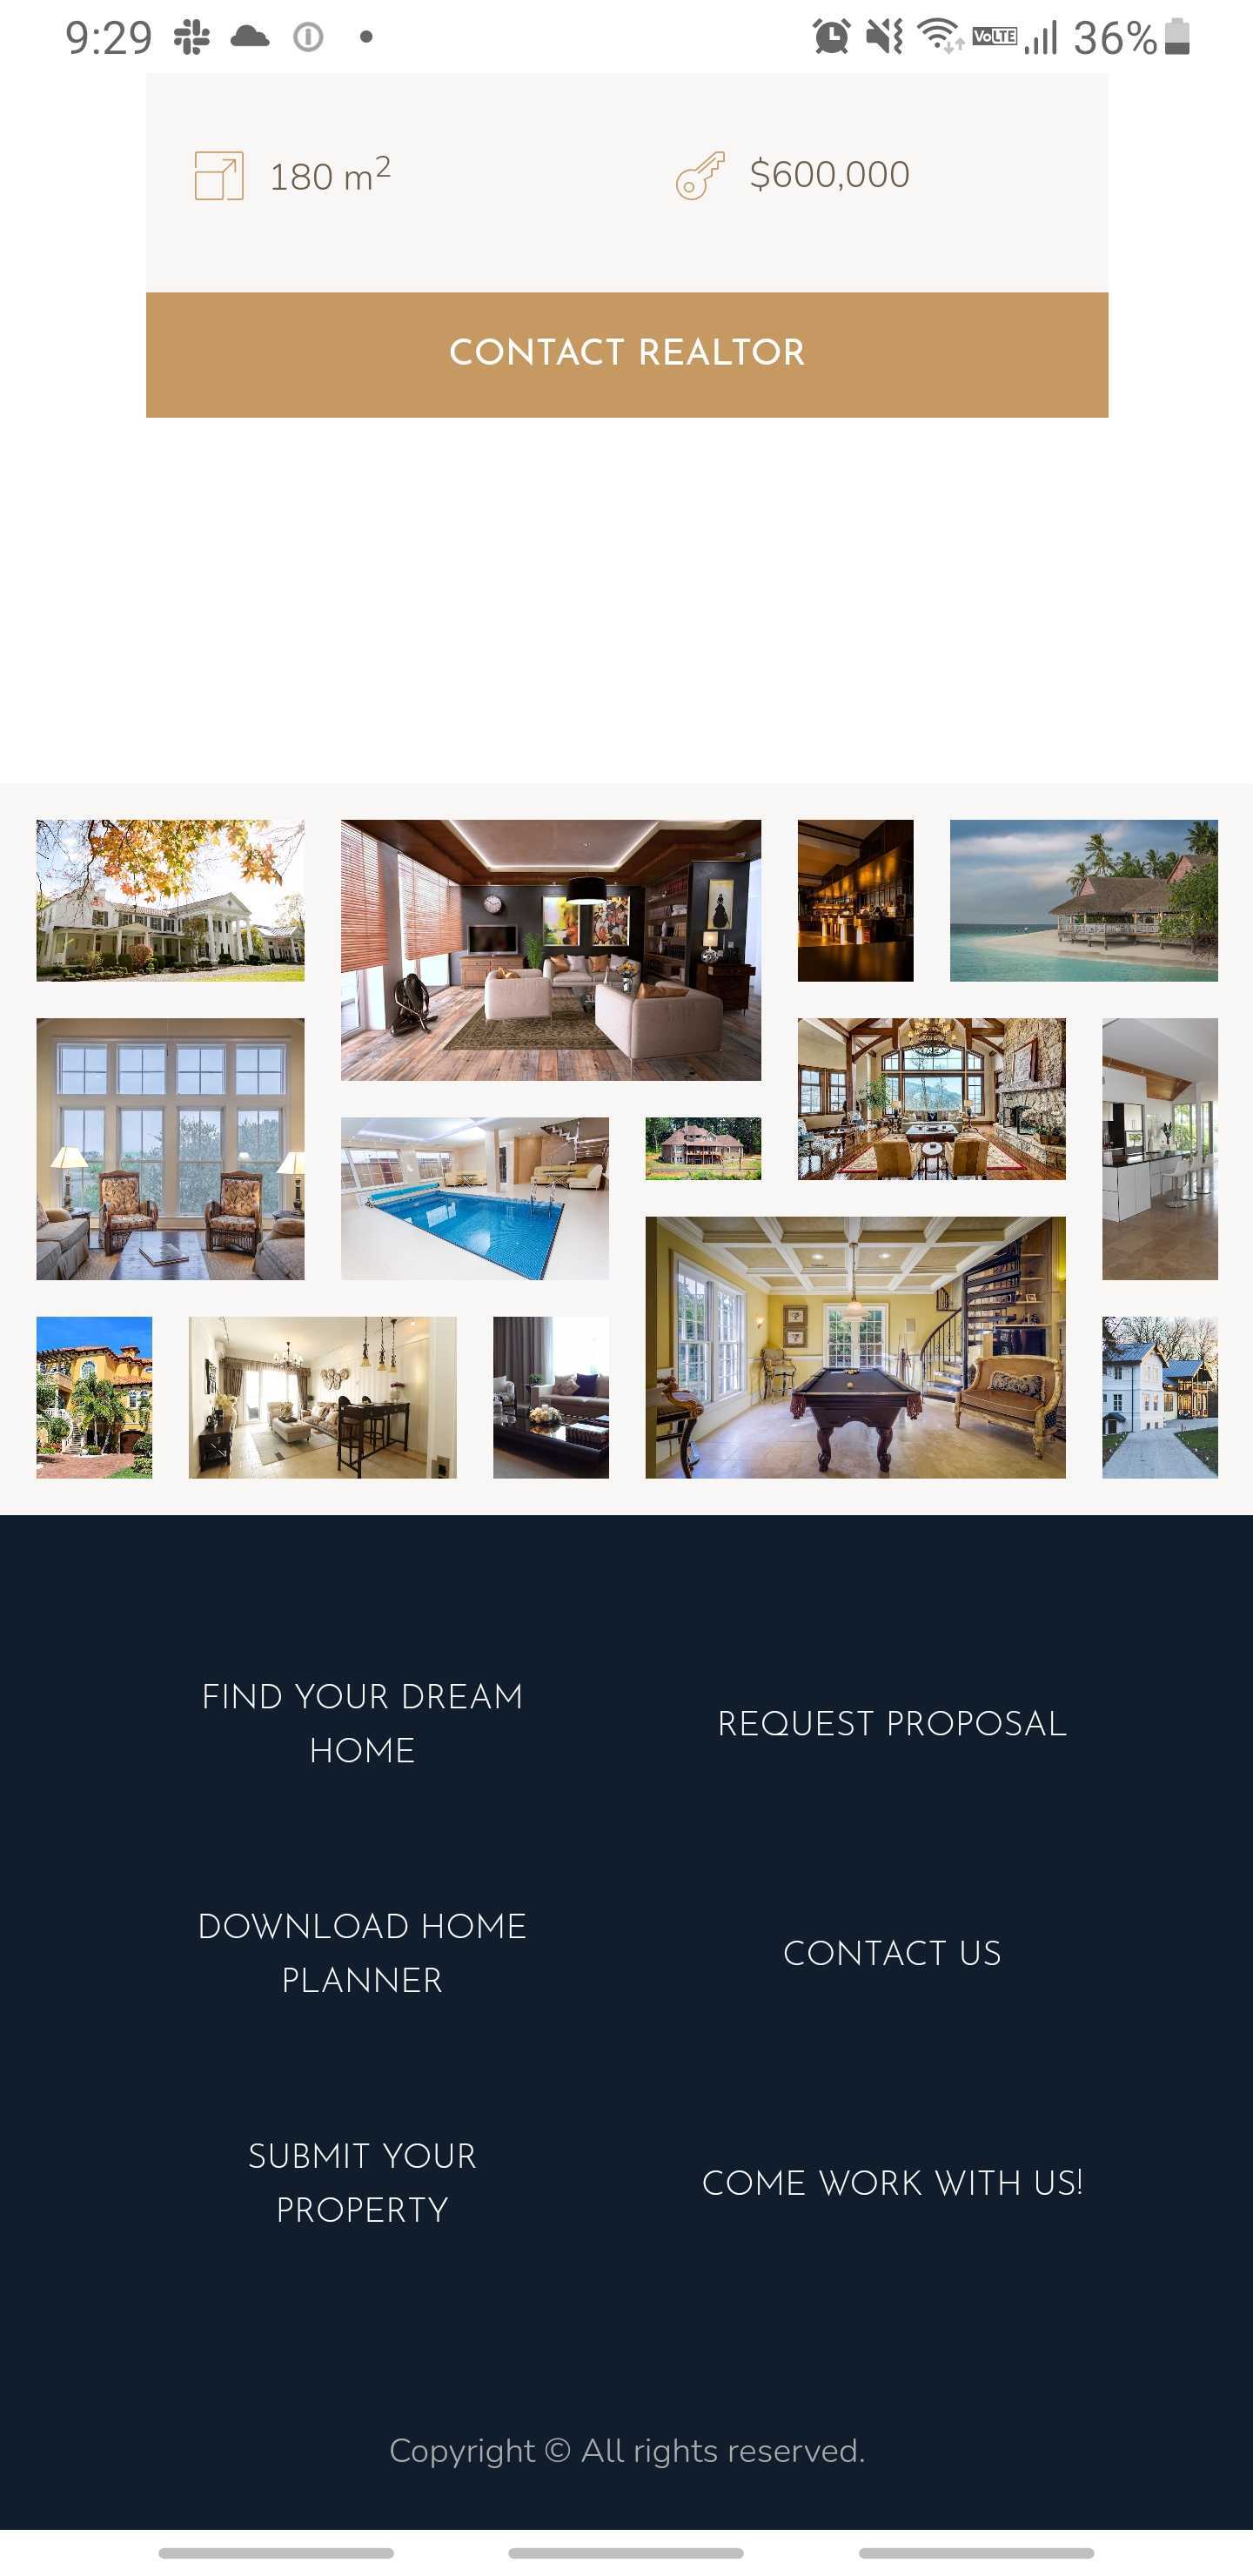 9:29
VoLTE 36%
180 m²
$600,000
CONTACT REALTOR
FIND YOUR DREAM
HOME
REQUEST PROPOSAL
DOWNLOAD HOME
PLANNER
CONTACT US
SUBMIT YOUR
PROPERTY
COME WORK WITH US!
Copyright © All rights reserved.